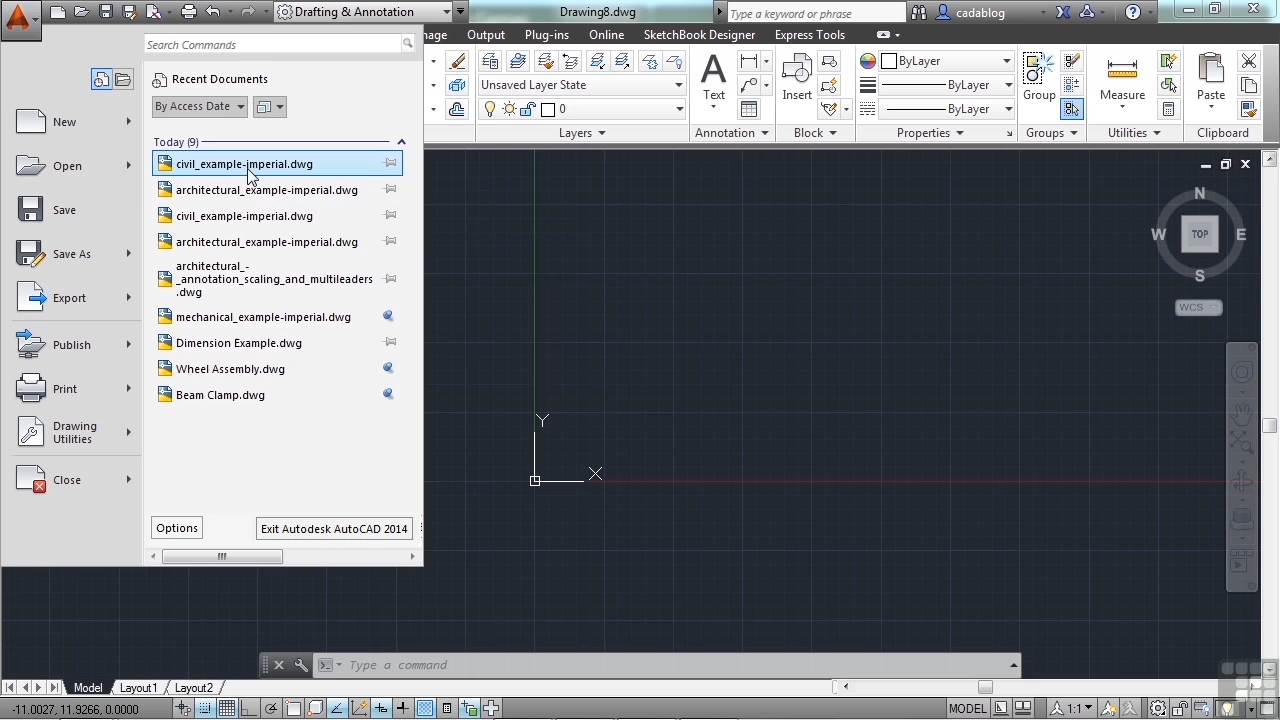 Drafting & Annotation
Drawing8.dwg
Type a keyword or phrase
cadablog
Search Commands
nage
Output
Plug-ins
Online
SketchBook Designer
Express Tools
Recent Documents
By Access Date
New
Open
Save
Save As
Export
Publish
Print
Drawing
Utilities
Close
Today (9)
civil_example-imperial.dwg
architectural_example-imperial.dwg
civil_example-imperial.dwg
architectural_example-imperial.dwg
architectural_-
_annotation_scaling_and_multileaders
.dwg
mechanical_example-imperial.dwg
Dimension Example.dwg
Wheel Assembly.dwg
Beam Clamp.dwg
Options
Exit Autodesk AutoCAD 2014
Unsaved Layer State
0
Layers
Text
Annotation
Insert
Block
ByLayer
ByLayer
ByLayer
Properties
Group
Groups
Measure
Utilities
Paste
Clipboard
N
W
TOP
E
S
WCS
Y
X
Type a command
Model
Layout1
Layout2
-11.0027, 11.9266, 0.0000
MODEL
1:1